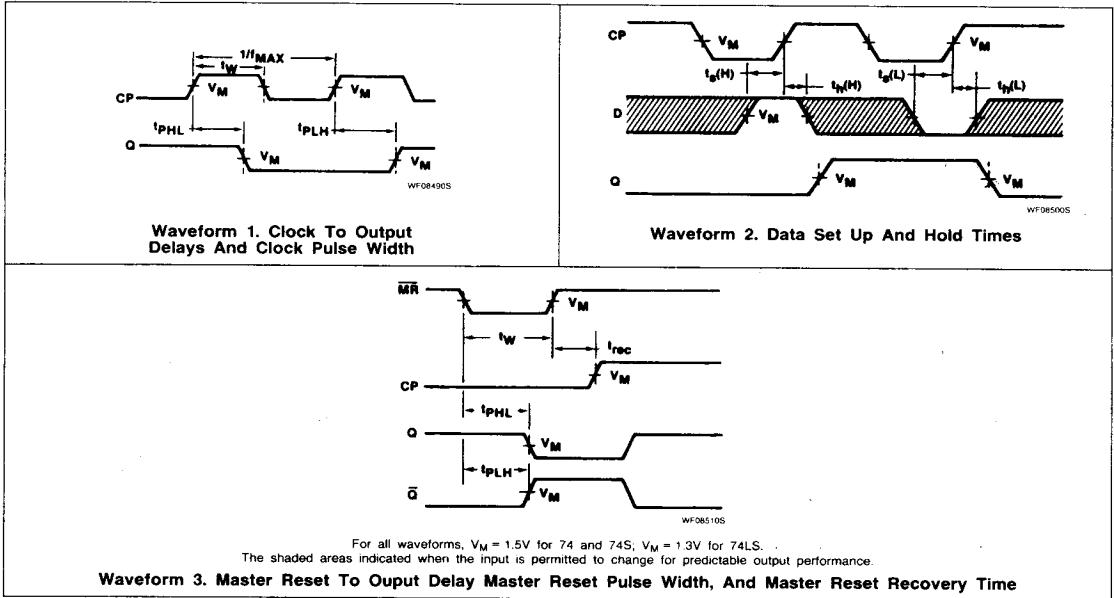 1/fMAX
tW
VM
VM
CP
tPHL
tPLH
Q
VM
VM
WF08490S
Waveform 1. Clock To Output
Delays And Clock Pulse Width
CP
VM
VM
ts(H)
th(H)
ts(L)
th(L)
D
VM
Q
VM
VM
WF08500S
Waveform 2. Data Set Up And Hold Times
M̅R̅
VM
tW
trec
CP
VM
tPHL
Q
VM
tPLH
Q̅
VM
WF08510S
For all waveforms, VM = 1.5V for 74 and 74S; VM = 1.3V for 74LS.
The shaded areas indicated when the input is permitted to change for predictable output performance.
Waveform 3. Master Reset To Ouput Delay Master Reset Pulse Width, And Master Reset Recovery Time